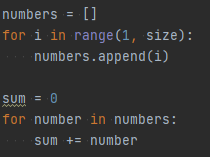 numbers = []
for i in range(1, size):
    numbers.append(i)
sum = 0
for number in numbers:
    sum += number